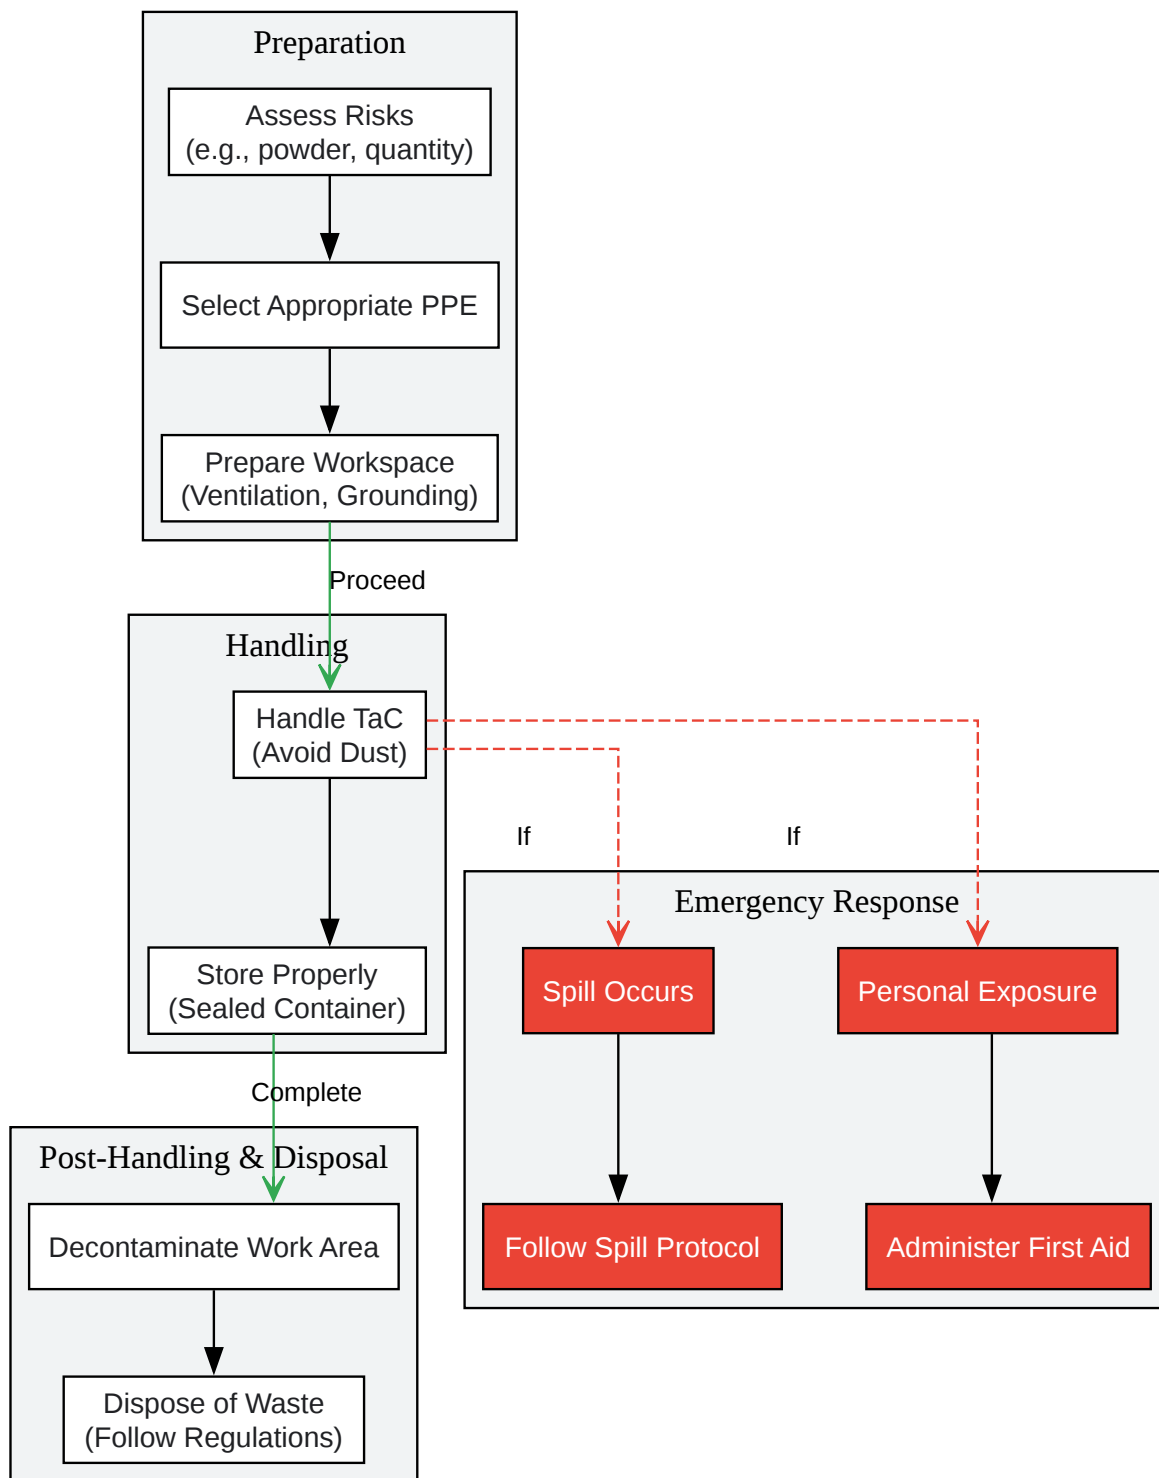 Preparation
Assess Risks
(e.g., powder, quantity)
Select Appropriate PPE
Prepare Workspace
(Ventilation, Grounding)
Proceed
Handling
Handle TaC
(Avoid Dust)
If
If
Emergency Response
Store Properly
(Sealed Container)
Spill Occurs
Personal Exposure
Complete
Post-Handling & Disposal
Decontaminate Work Area
Follow Spill Protocol
Administer First Aid
Dispose of Waste
(Follow Regulations)